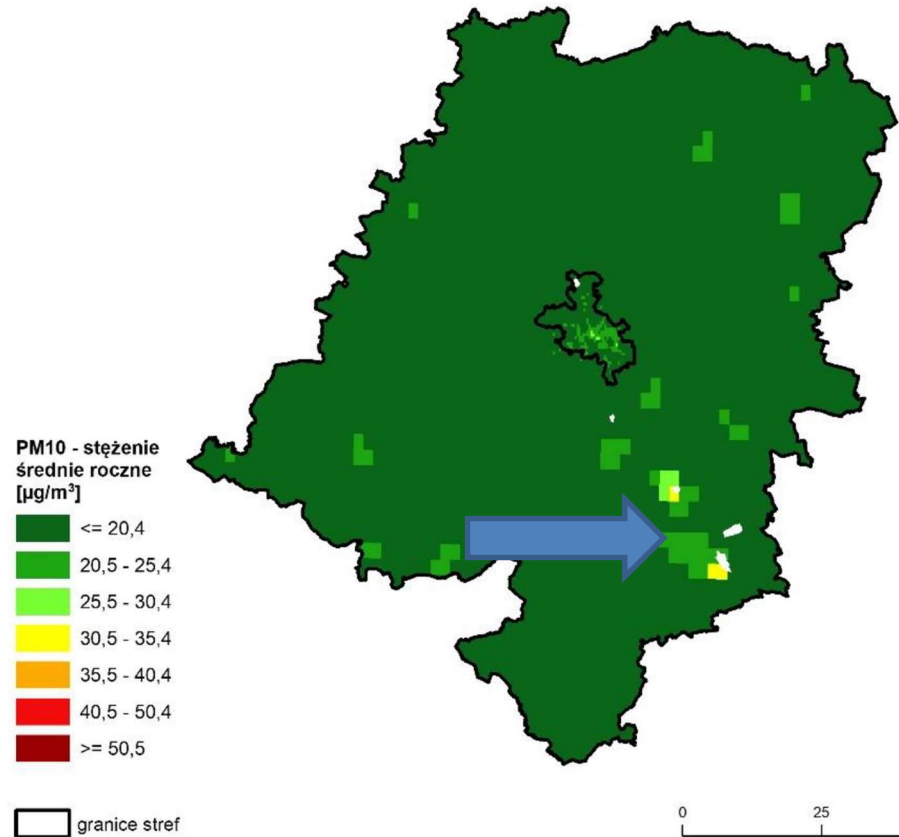 PM10 - stężenie
średnie roczne
[µg/m³]
<= 20,4
20,5 - 25,4
25,5 - 30,4
30,5 - 35,4
35,5 - 40,4
40,5 - 50,4
>= 50,5
granice stref
0 25